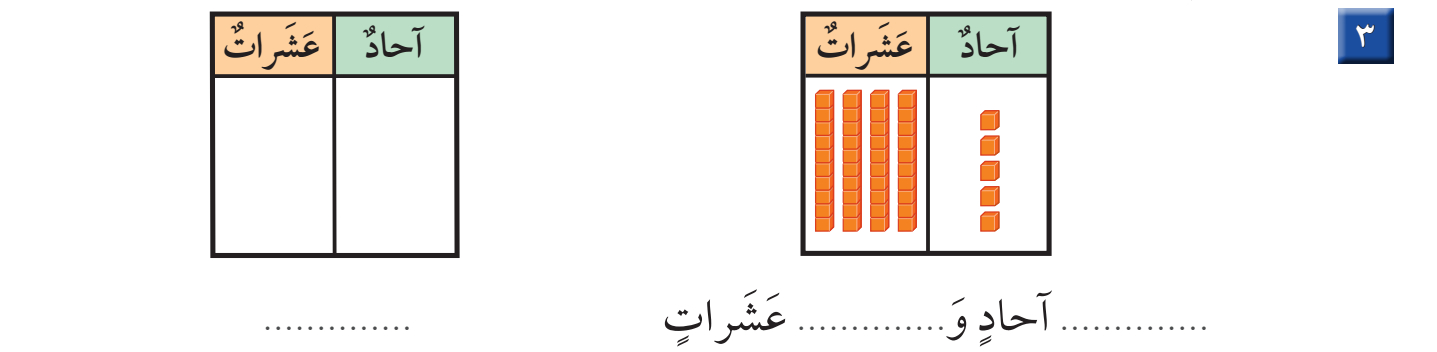 ٣
آحادٌ عَشَراتٌ
آحادٌ عَشَراتٌ
.............. آحادٍ وَ .............. عَشَراتٍ
..............